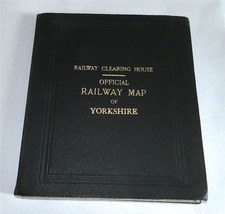 RAILWAY CLEARING HOUSE
OFFICIAL
RAILWAY MAP
OF
YORKSHIRE